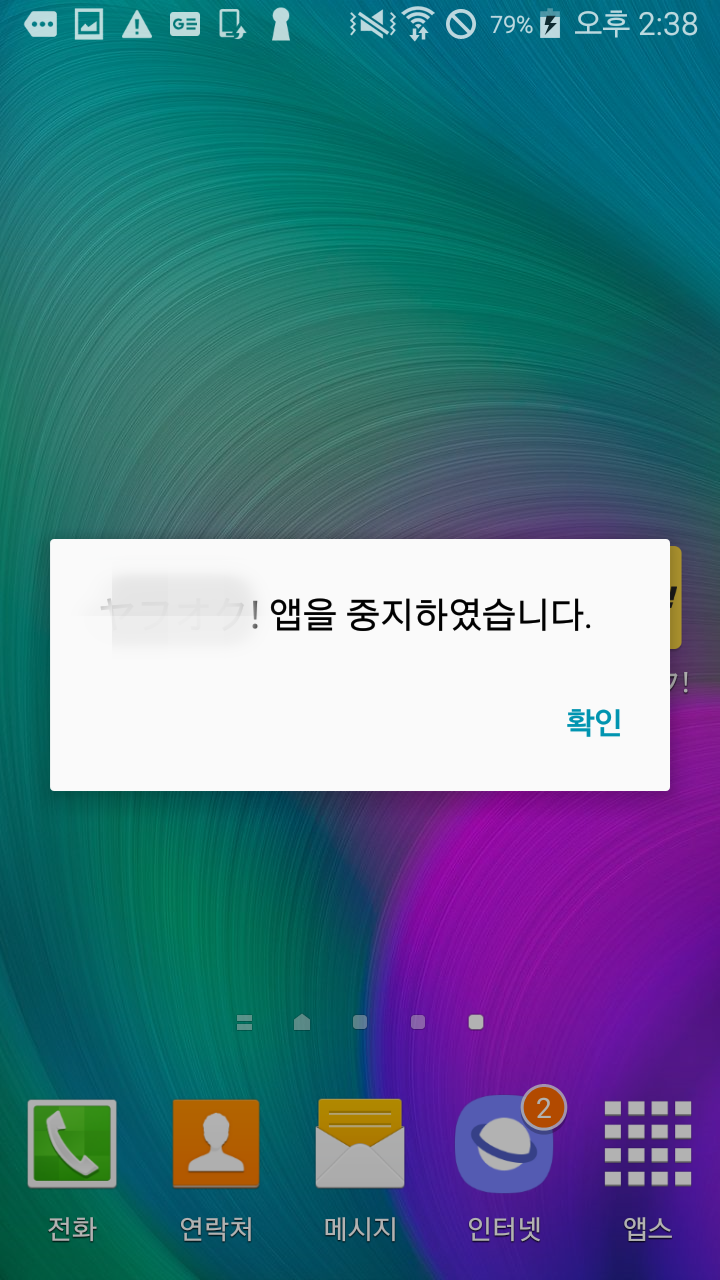 79% 오후 2:38
ヤフオク! 앱을 중지하였습니다.
ク!
확인
2
전화 연락처 메시지 인터넷 앱스